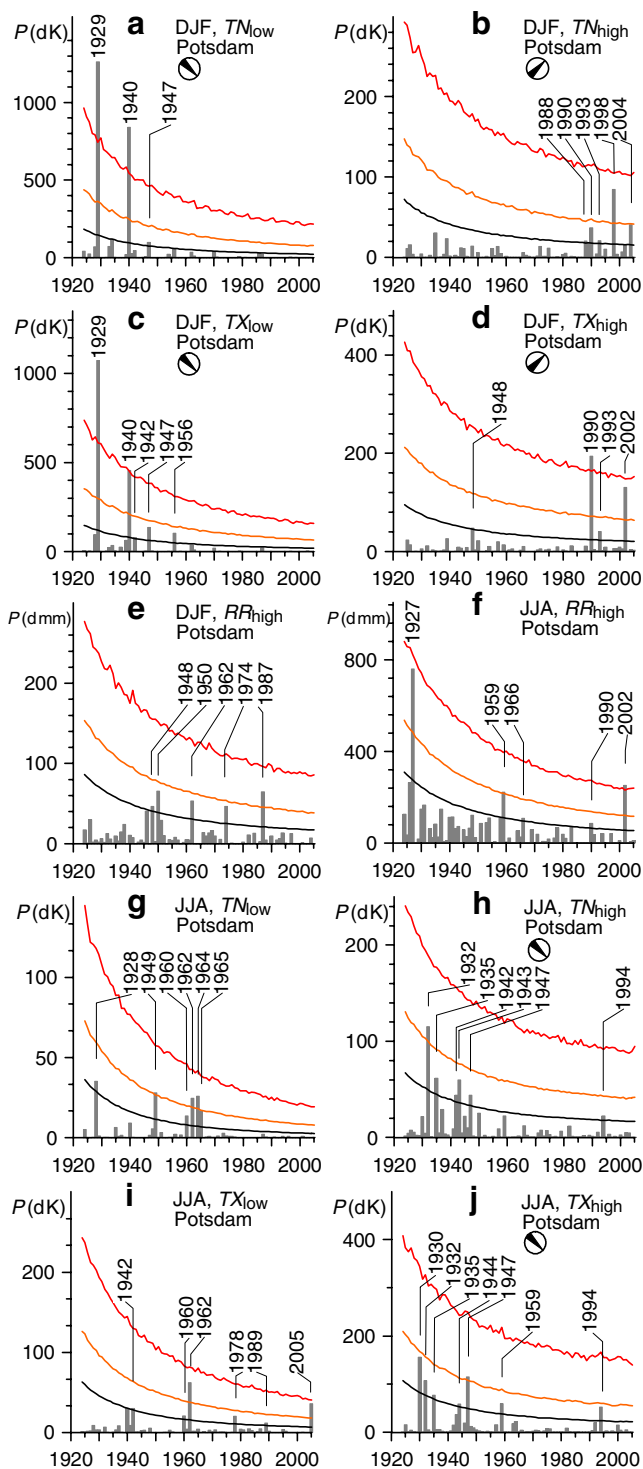 a
P (dK)
DJF, TNlow
Potsdam
1929
1940
1947
1000
500
0
1920 1940 1960 1980 2000
b
P (dK)
DJF, TNhigh
Potsdam
1988
1990
1993
1998
2004
200
100
0
1920 1940 1960 1980 2000
c
P (dK)
DJF, TXlow
Potsdam
1929
1940
1942
1947
1956
1000
500
0
1920 1940 1960 1980 2000
d
P (dK)
DJF, TXhigh
Potsdam
1948
1990
1993
2002
400
200
0
1920 1940 1960 1980 2000
e
P (dmm)
DJF, RRhigh
Potsdam
1948
1950
1962
1974
1987
200
100
0
1920 1940 1960 1980 2000
f
P (dmm)
JJA, RRhigh
Potsdam
1927
1959
1966
1990
2002
800
400
0
1920 1940 1960 1980 2000
g
P (dK)
JJA, TNlow
Potsdam
1928
1949
1960
1962
1964
1965
100
50
0
1920 1940 1960 1980 2000
h
P (dK)
JJA, TNhigh
Potsdam
1932
1935
1942
1943
1947
1994
200
100
0
1920 1940 1960 1980 2000
i
P (dK)
JJA, TXlow
Potsdam
1942
1960
1962
1978
1989
2005
200
100
0
1920 1940 1960 1980 2000
j
P (dK)
JJA, TXhigh
Potsdam
1930
1932
1935
1944
1947
1959
1994
400
200
0
1920 1940 1960 1980 2000